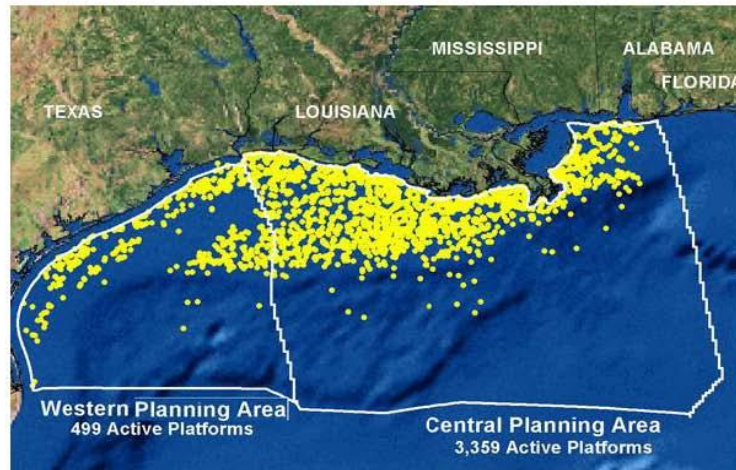 MISSISSIPPI
ALABAMA
FLORIDA
TEXAS
LOUISIANA
Western Planning Area
499 Active Platforms
Central Planning Area
3,359 Active Platforms